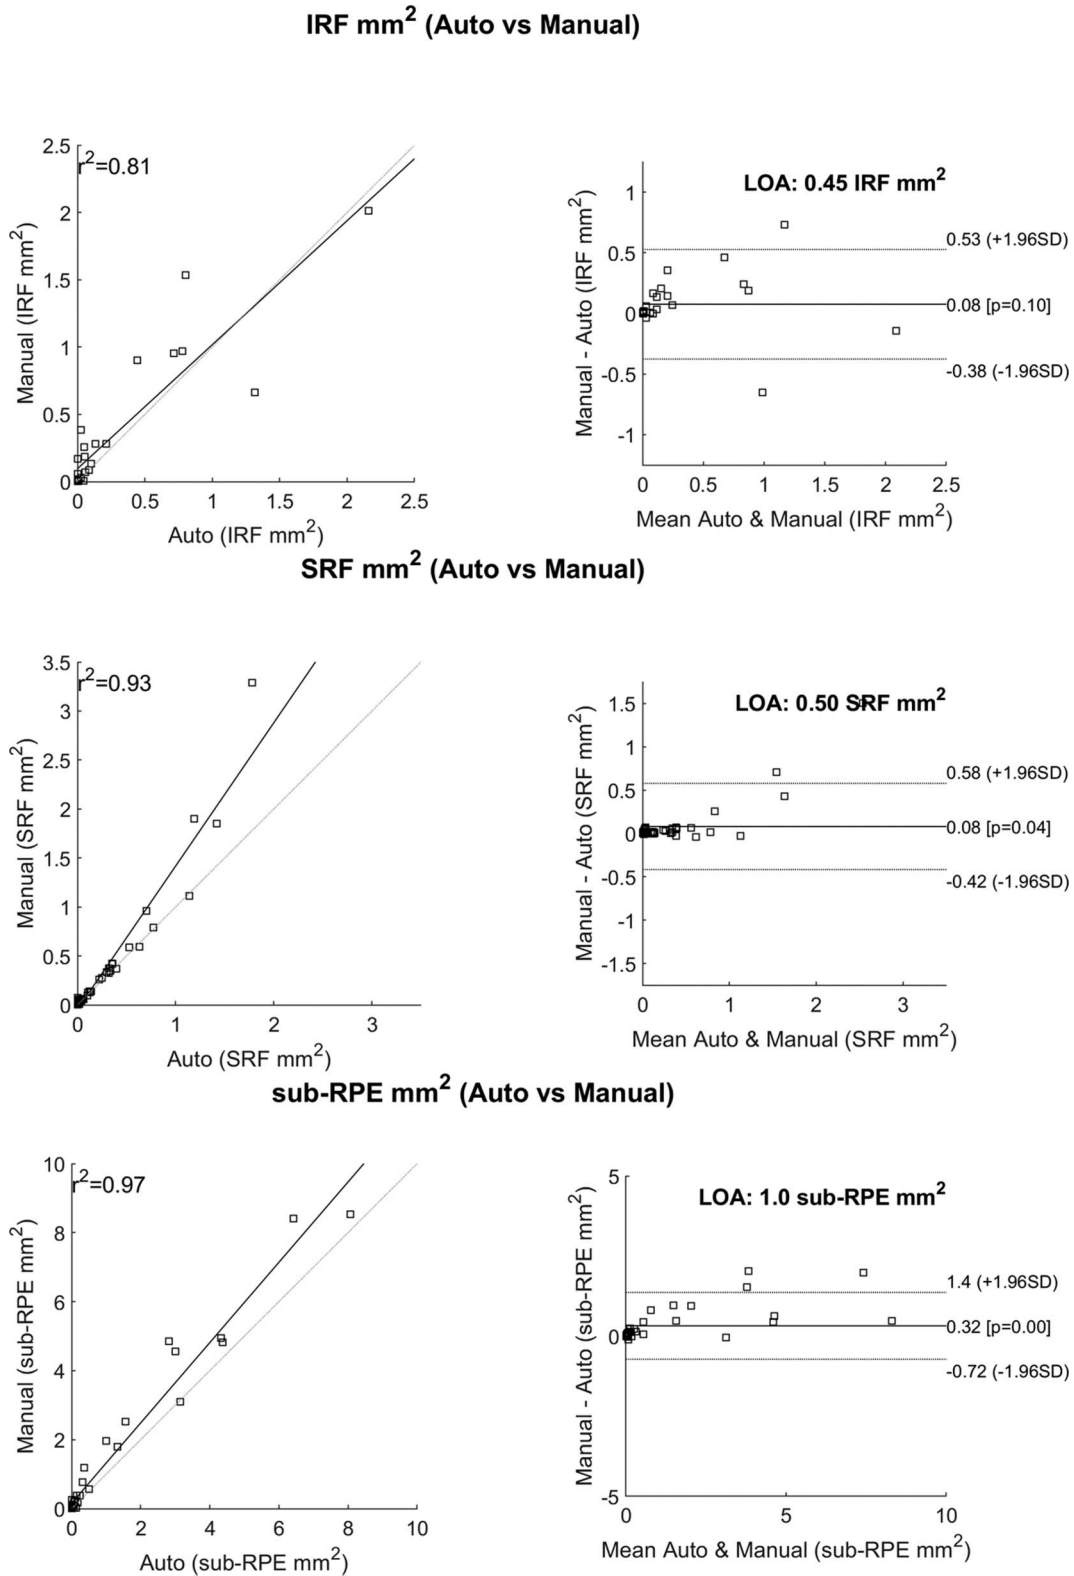 IRF mm² (Auto vs Manual)
r²=0.81
2.5
2
1.5
1
0.5
0
Manual (IRF mm²)
0 0.5 1 1.5 2 2.5
Auto (IRF mm²)
LOA: 0.45 IRF mm²
1
0.5
0
-0.5
-1
Manual - Auto (IRF mm²)
0.53 (+1.96SD)
0.08 [p=0.10]
-0.38 (-1.96SD)
0 0.5 1 1.5 2 2.5
Mean Auto & Manual (IRF mm²)
SRF mm² (Auto vs Manual)
r²=0.93
3.5
3
2.5
2
1.5
1
0.5
0
Manual (SRF mm²)
0 1 2 3
Auto (SRF mm²)
LOA: 0.50 SRF mm²
1.5
1
0.5
0
-0.5
-1
-1.5
Manual - Auto (SRF mm²)
0.58 (+1.96SD)
0.08 [p=0.04]
-0.42 (-1.96SD)
0 1 2 3
Mean Auto & Manual (SRF mm²)
sub-RPE mm² (Auto vs Manual)
r²=0.97
10
8
6
4
2
0
Manual (sub-RPE mm²)
0 2 4 6 8 10
Auto (sub-RPE mm²)
LOA: 1.0 sub-RPE mm²
5
0
-5
Manual - Auto (sub-RPE mm²)
1.4 (+1.96SD)
0.32 [p=0.00]
-0.72 (-1.96SD)
0 5 10
Mean Auto & Manual (sub-RPE mm²)